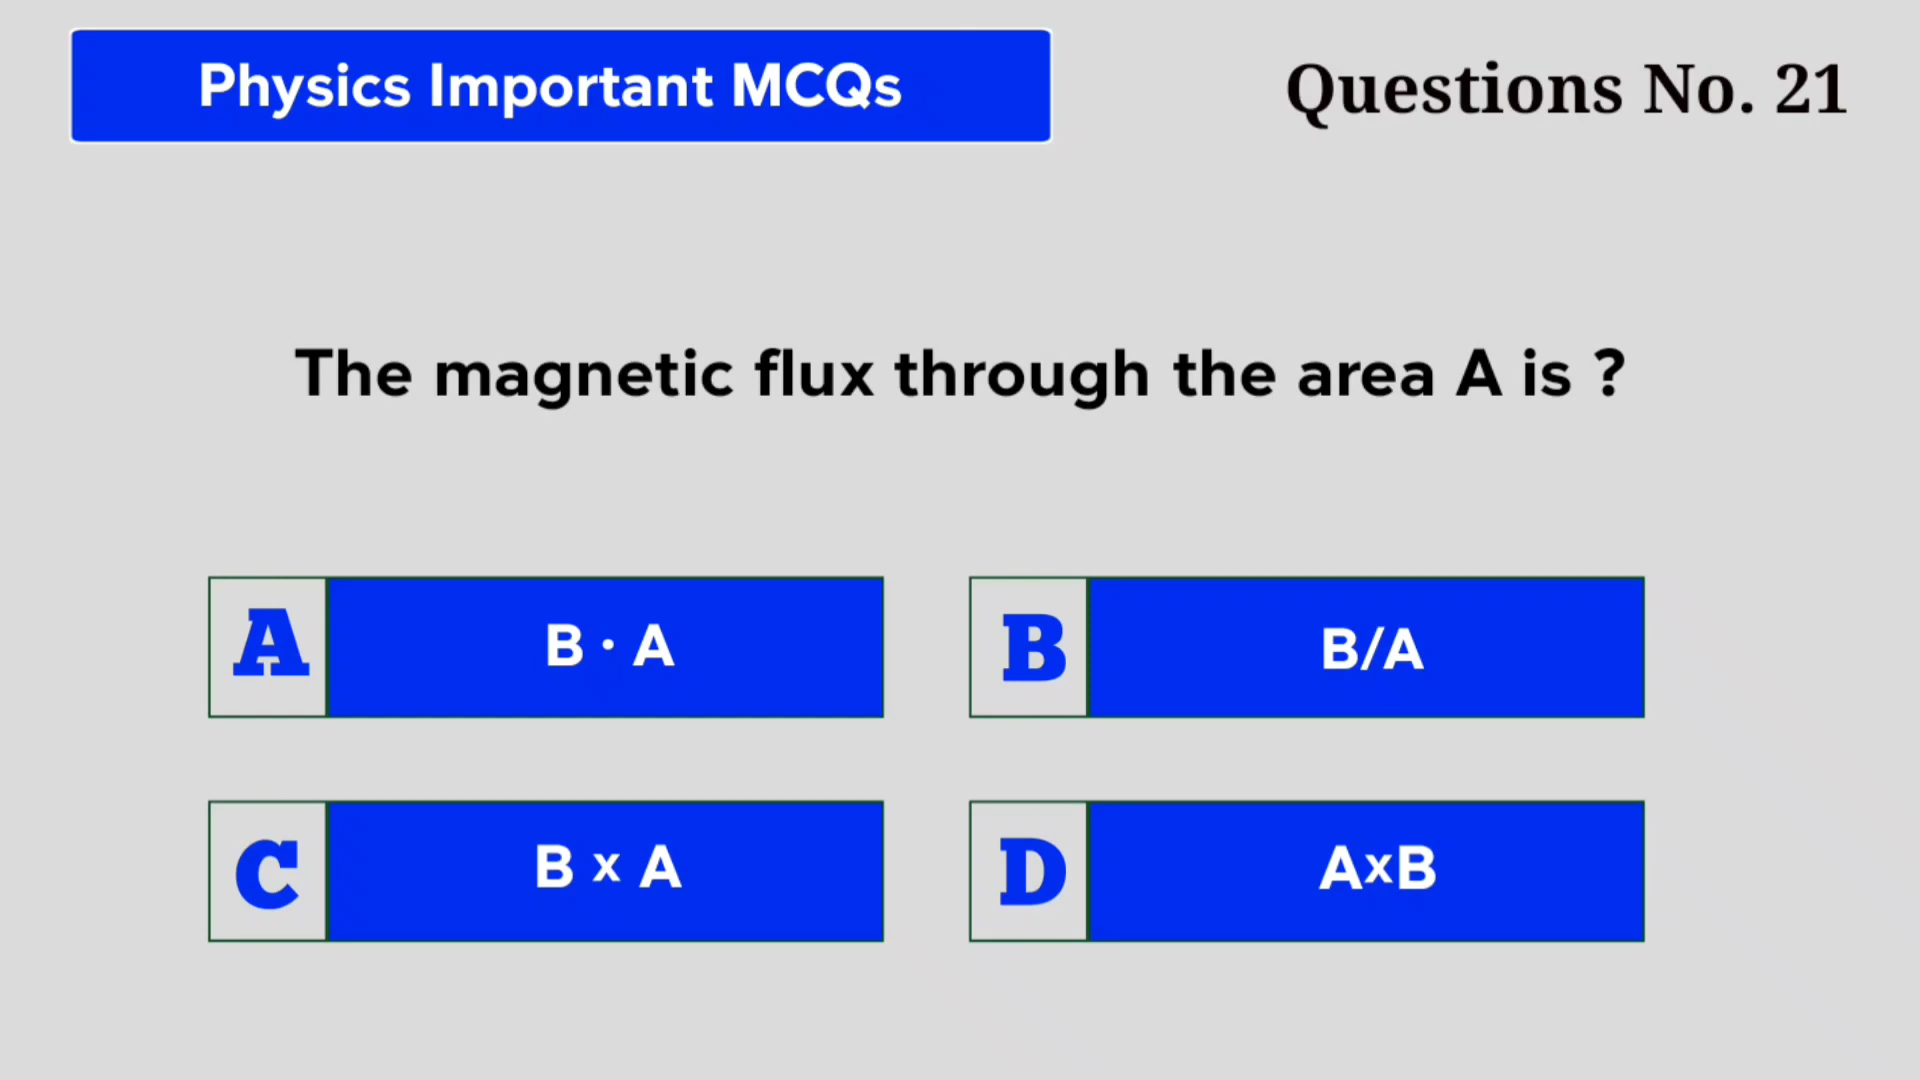 Physics Important MCQs
Questions No. 21
The magnetic flux through the area A is ?
A B · A
B B/A
C B x A
D AxB